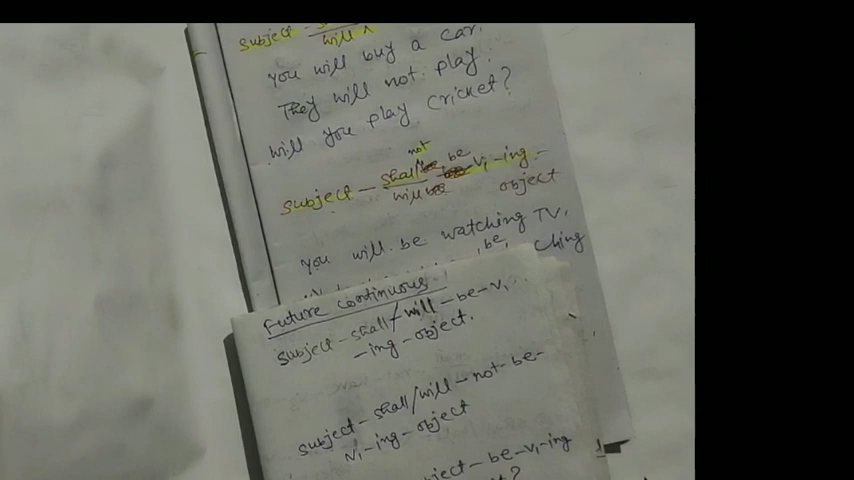 subject -
will
you will buy a car.
They will not play.
will you play cricket?
not
subject - shall be - V1 - ing -
will
object
you will be watching TV.
be, ching
Future continuous
subject - shall/will - be - V1
- ing - object.
subject - shall/will - not - be -
V1 - ing - object
ject - be - V1 - ing